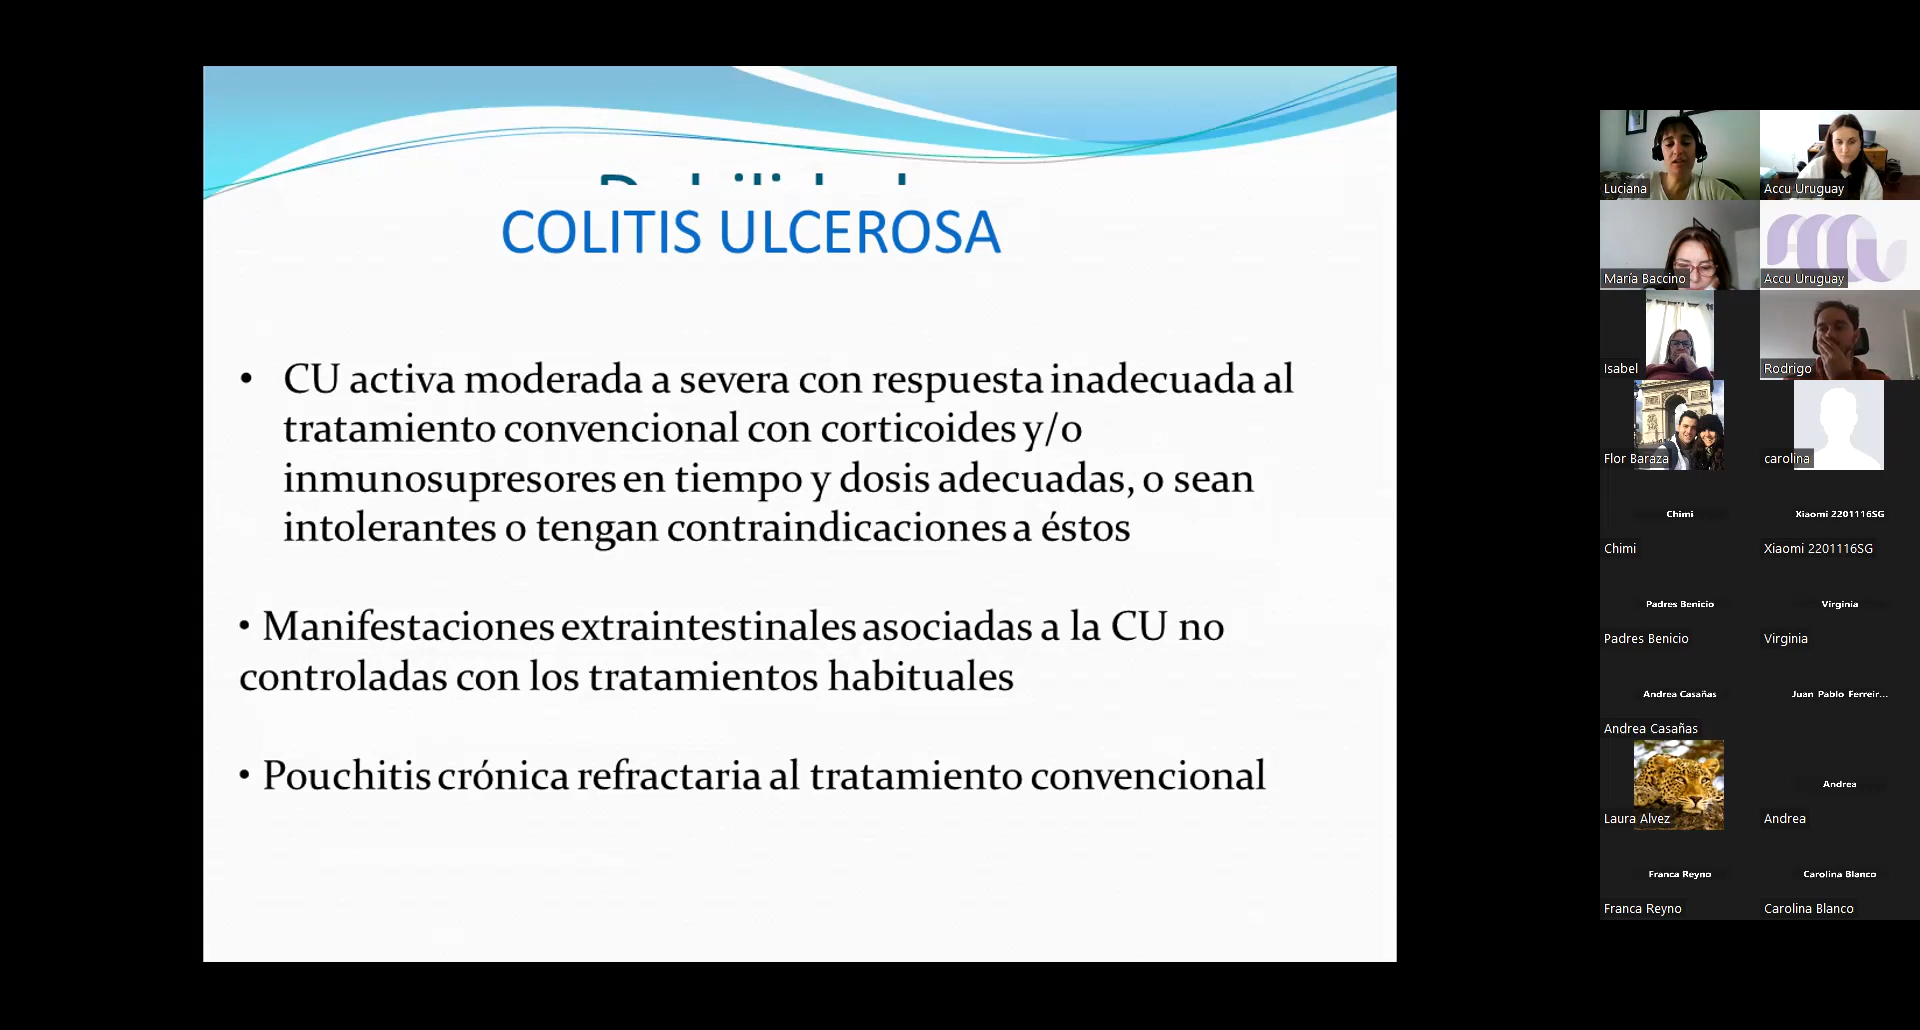 COLITIS ULCEROSA
• CU activa moderada a severa con respuesta inadecuada al
tratamiento convencional con corticoides y/o
inmunosupresores en tiempo y dosis adecuadas, o sean
intolerantes o tengan contraindicaciones a éstos
• Manifestaciones extraintestinales asociadas a la CU no
controladas con los tratamientos habituales
• Pouchitis crónica refractaria al tratamiento convencional
Luciana
Accu Uruguay
María Baccino
Accu Uruguay
Isabel
Rodrigo
Flor Baraza
carolina
Chimi
Xiaomi 2201116SG
Chimi
Xiaomi 2201116SG
Padres Benicio
Virginia
Padres Benicio
Virginia
Andrea Casañas
Juan Pablo Ferreir...
Andrea Casañas
Laura Alvez
Andrea
Andrea
Franca Reyno
Carolina Blanco
Franca Reyno
Carolina Blanco